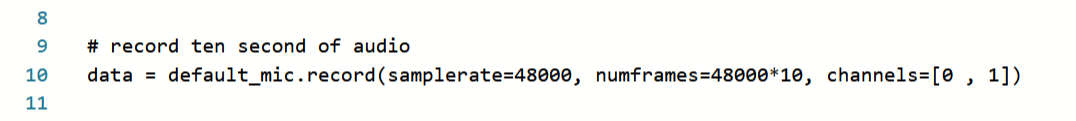 8
9 # record ten second of audio
10 data = default_mic.record(samplerate=48000, numframes=48000*10, channels=[0 , 1])
11